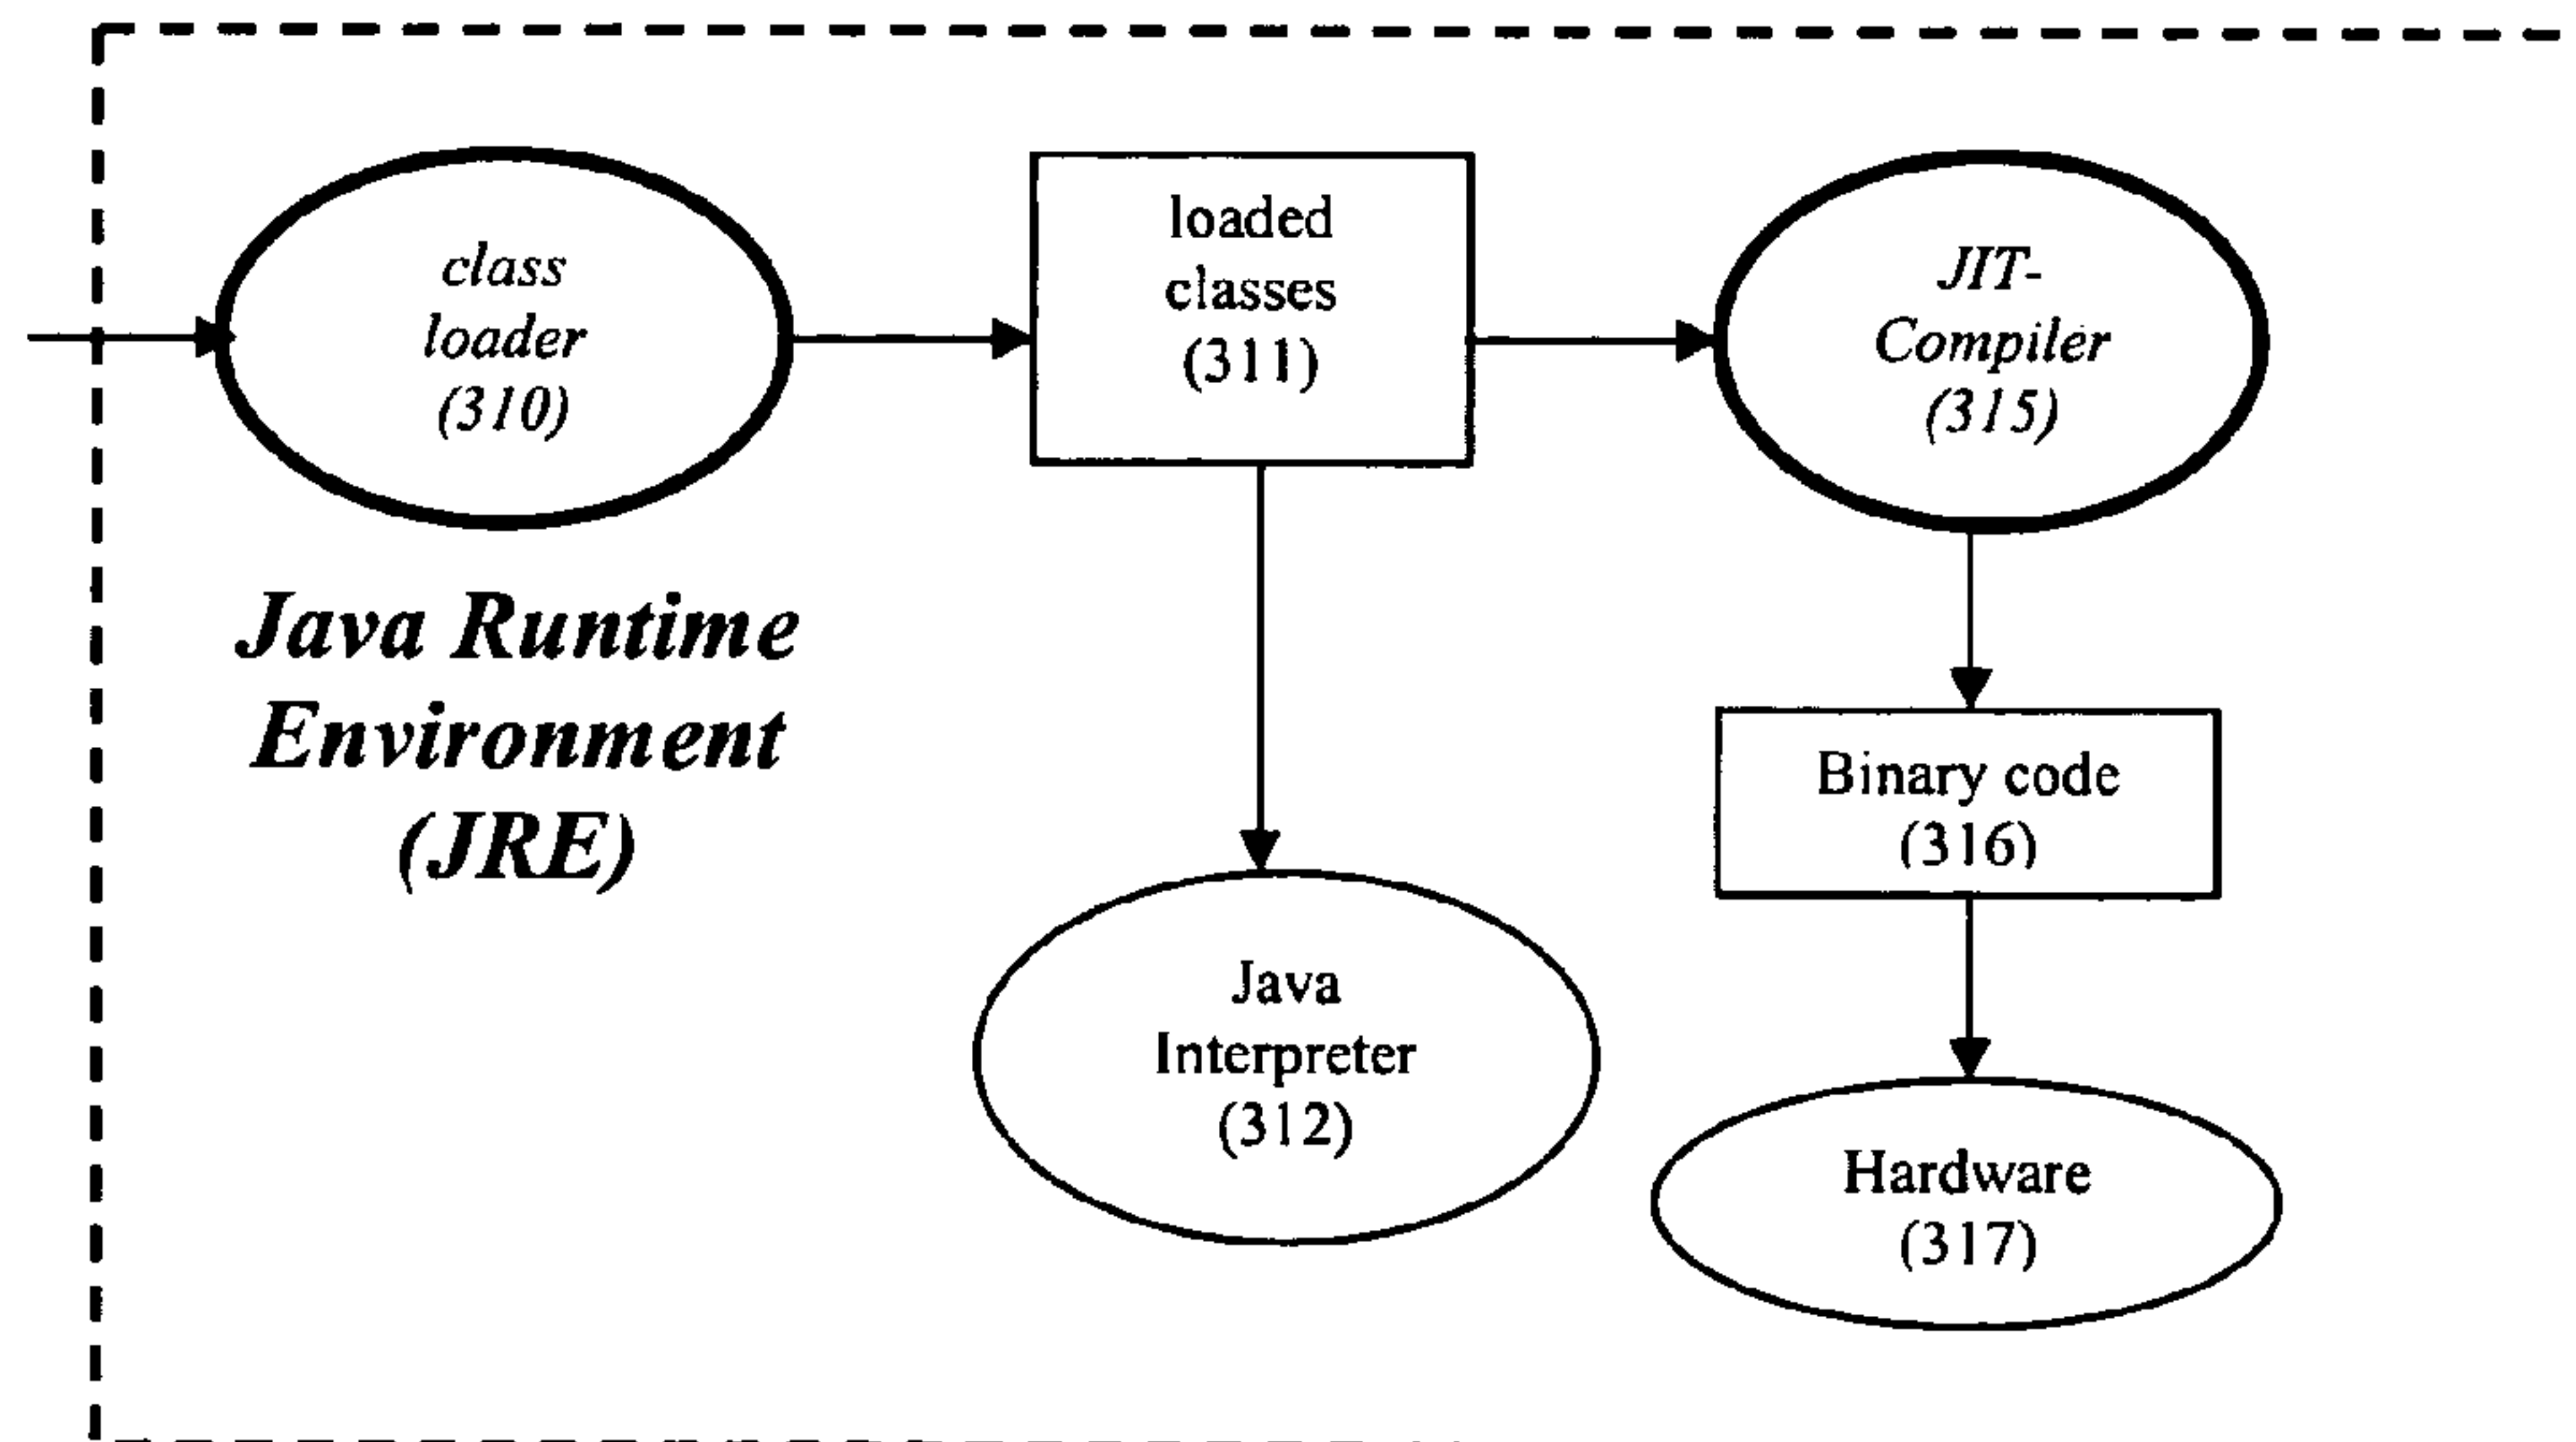 class
loader
(310)
loaded
classes
(311)
JIT-
Compiler
(315)
Java Runtime
Environment
(JRE)
Binary code
(316)
Java
Interpreter
(312)
Hardware
(317)